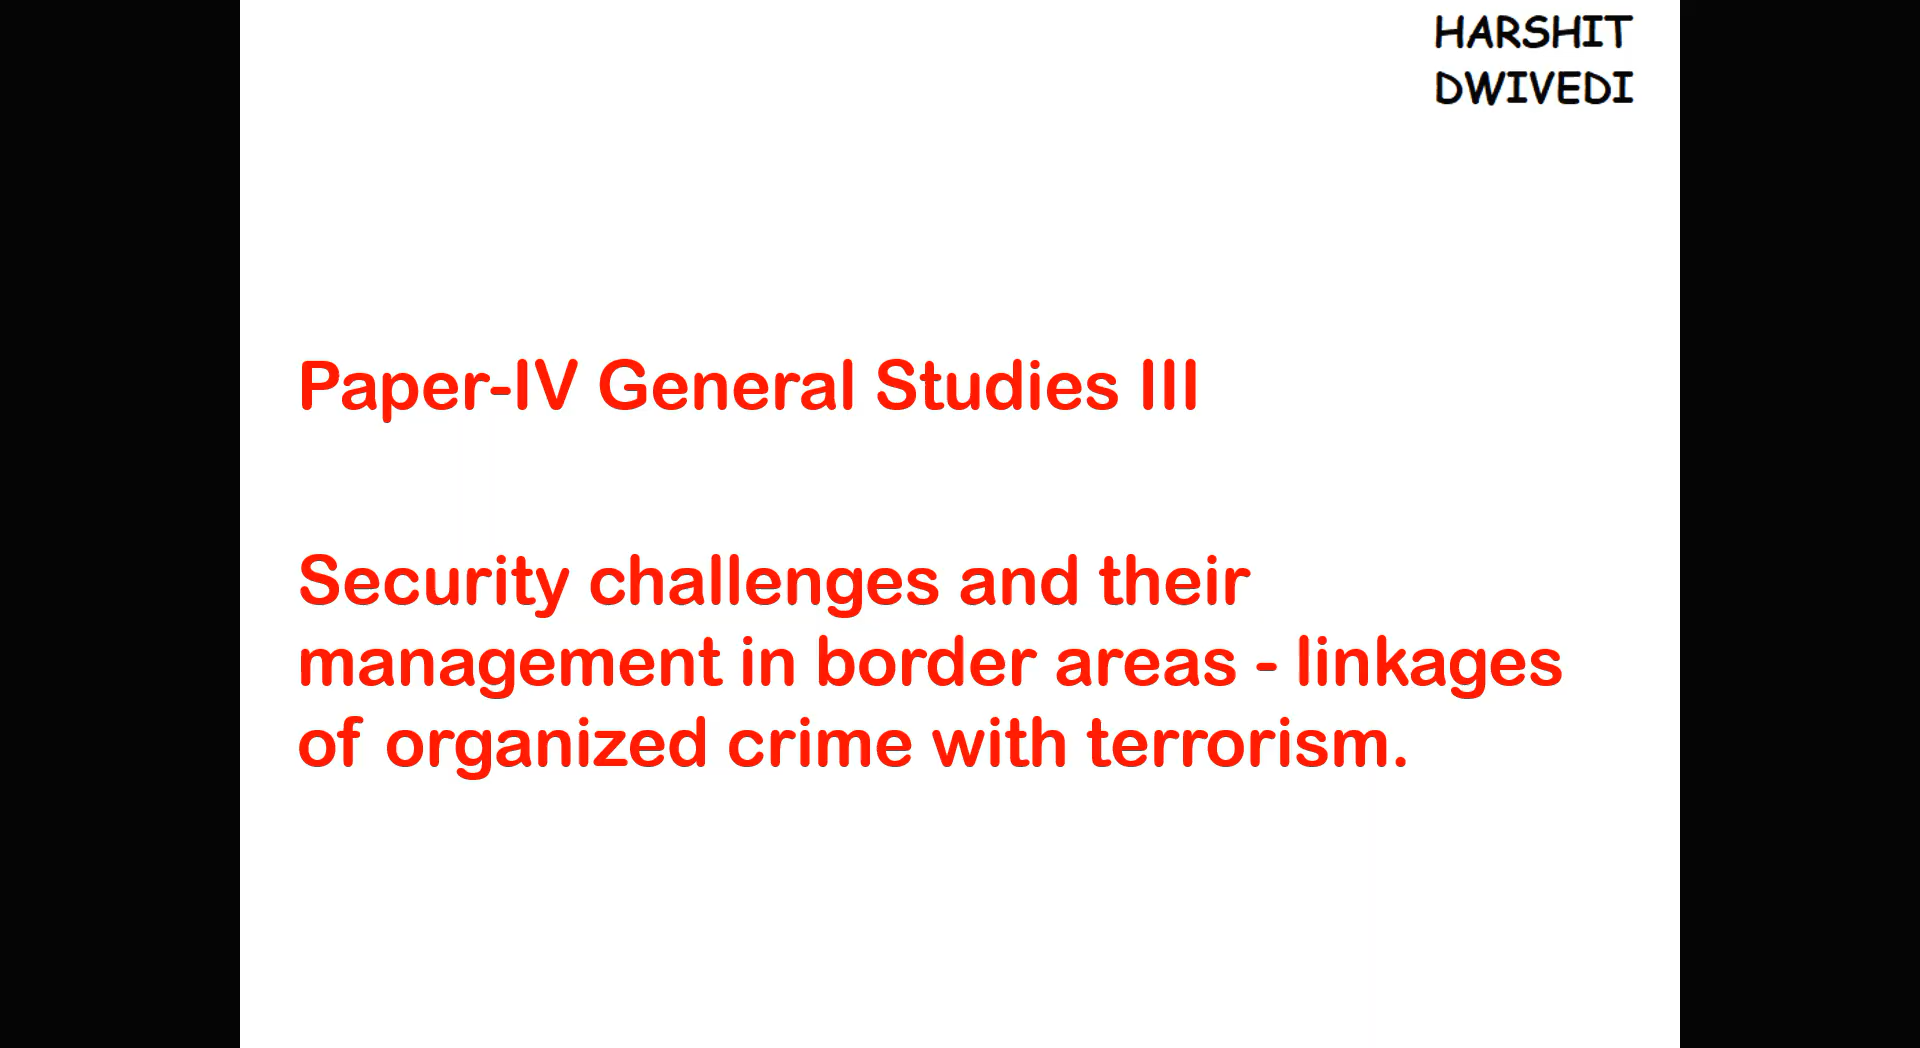 HARSHIT
DWIVEDI
Paper-IV General Studies III
Security challenges and their
management in border areas - linkages
of organized crime with terrorism.